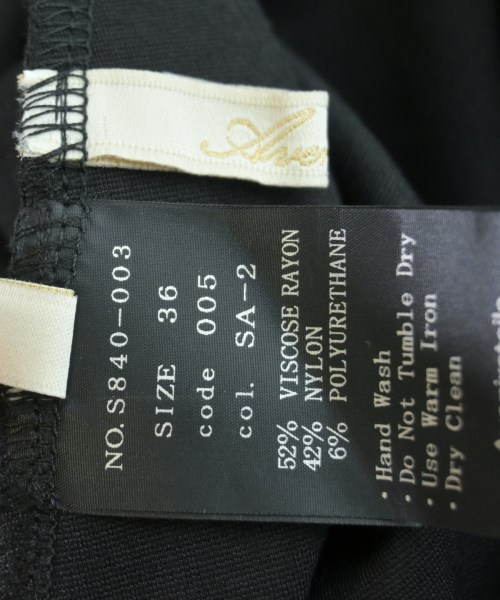 NO. S840-003
SIZE 36
code 005
col. SA-2
52% VISCOSE RAYON
42% NYLON
6% POLYURETHANE
• Hand Wash
• Do Not Tumble Dry
• Use Warm Iron
• Dry Clean